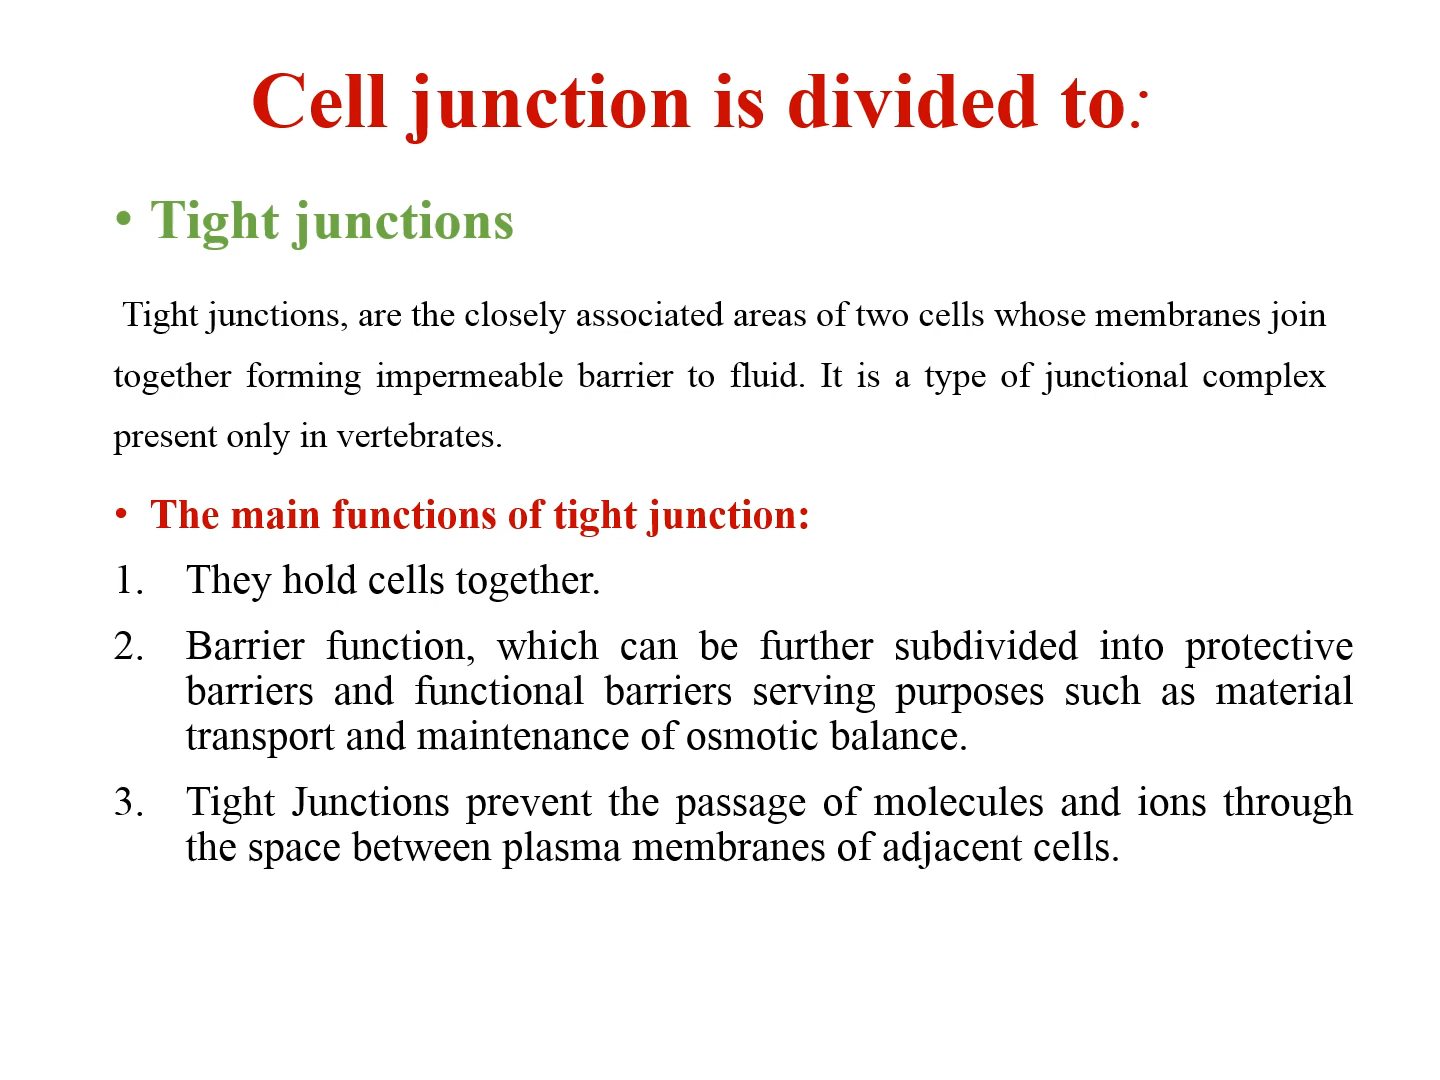 Cell junction is divided to:
• Tight junctions
Tight junctions, are the closely associated areas of two cells whose membranes join
together forming impermeable barrier to fluid. It is a type of junctional complex
present only in vertebrates.
• The main functions of tight junction:
1. They hold cells together.
2. Barrier function, which can be further subdivided into protective
barriers and functional barriers serving purposes such as material
transport and maintenance of osmotic balance.
3. Tight Junctions prevent the passage of molecules and ions through
the space between plasma membranes of adjacent cells.